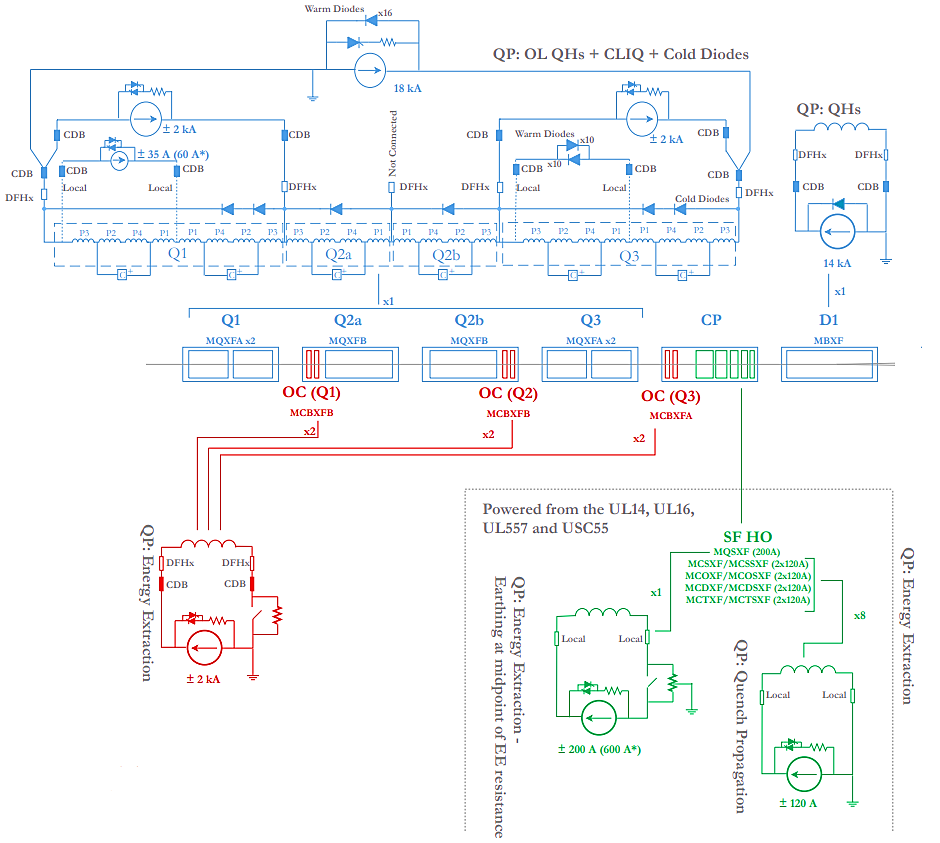 Warm Diodes
x16
QP: OL QHs + CLIQ + Cold Diodes
18 kA
QP: QHs
± 2 kA
Not Connected
± 2 kA
CDB
CDB
CDB
CDB
± 35 A (60 A*)
Warm Diodes
x10
x10
DFHx
DFHx
CDB
CDB
CDB
CDB
CDB
CDB
CDB
CDB
DFHx
Local
Local
DFHx
DFHx
DFHx
Local
Local
DFHx
Cold Diodes
P3 P2 P4 P1 P1 P4 P2 P3 P3 P2 P4 P1 P1 P4 P2 P3 P3 P2 P4 P1 P1 P4 P2 P3
Q1
Q2a
Q2b
Q3
C+
C+
C+
C+
C+
C+
14 kA
x1
x1
Q1
Q2a
Q2b
Q3
CP
D1
MQXFA x2
MQXFB
MQXFB
MQXFA x2
MBXF
OC (Q1)
OC (Q2)
OC (Q3)
MCBXFB
MCBXFB
MCBXFA
x2
x2
x2
QP: Energy Extraction
DFHx
DFHx
CDB
CDB
± 2 kA
Powered from the UL14, UL16,
UL557 and USC55
SF HO
MQSXF (200A)
MCSXF/MCSSXF (2x120A)
MCOXF/MCOSXF (2x120A)
MCDXF/MCDSXF (2x120A)
MCTXF/MCTSXF (2x120A)
x1
x8
QP: Energy Extraction -
Earthing at midpoint of EE resistance
Local
Local
± 200 A (600 A*)
QP: Quench Propagation
QP: Energy Extraction
Local
Local
± 120 A